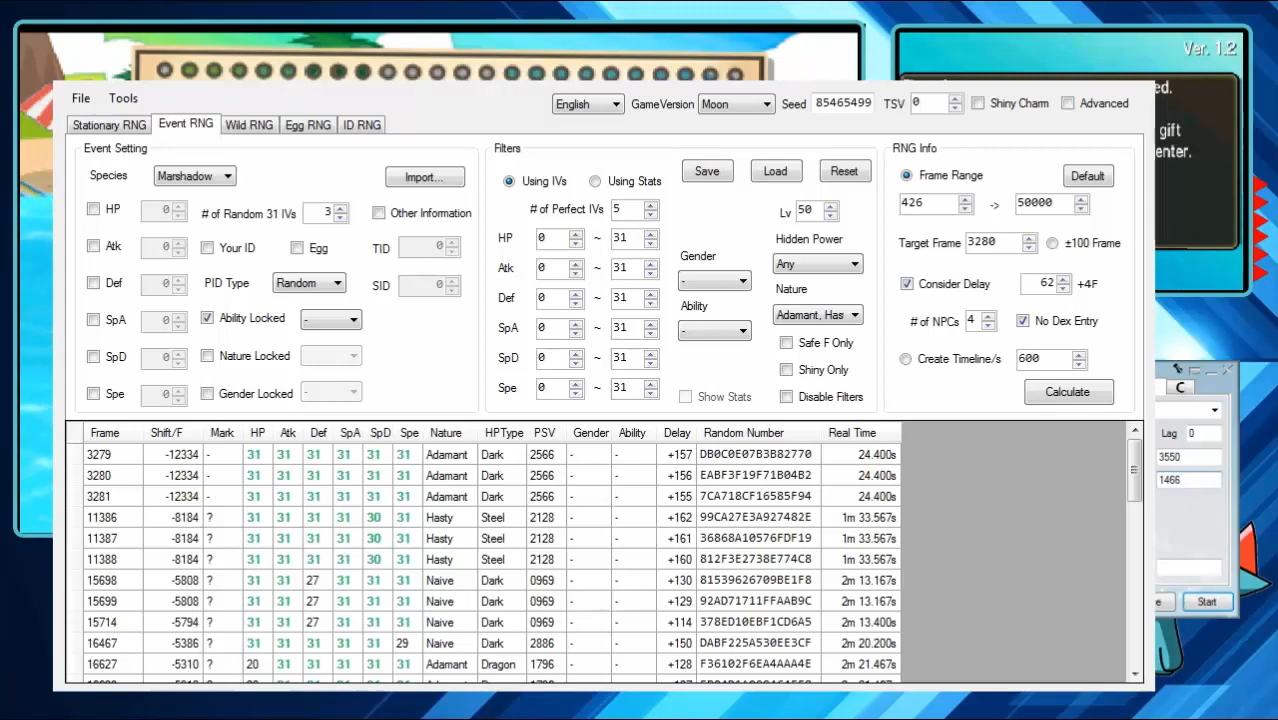 Ver. 1.2
ed.
gift
enter.
File Tools
English GameVersion Moon Seed 85465499 TSV 0 Shiny Charm Advanced
Stationary RNG Event RNG Wild RNG Egg RNG ID RNG
Event Setting
Species Marshadow Import...
HP 0 # of Random 31 IVs 3 Other Information
Atk 0 Your ID Egg TID 0
Def 0 PID Type Random SID 0
SpA 0 Ability Locked -
SpD 0 Nature Locked
Spe 0 Gender Locked -
Filters
Using IVs Using Stats Save Load Reset
# of Perfect IVs 5 Lv 50
HP 0 ~ 31
Atk 0 ~ 31
Def 0 ~ 31
SpA 0 ~ 31
SpD 0 ~ 31
Spe 0 ~ 31
Gender
-
Ability
-
Show Stats
Hidden Power
Any
Nature
Adamant, Has
Safe F Only
Shiny Only
Disable Filters
RNG Info
Frame Range Default
426 -> 50000
Target Frame 3280 ±100 Frame
Consider Delay 62 +4F
# of NPCs 4 No Dex Entry
Create Timeline/s 600
Calculate
Frame Shift/F Mark HP Atk Def SpA SpD Spe Nature HPType PSV Gender Ability Delay Random Number Real Time
3279 -12334 - 31 31 31 31 31 31 Adamant Dark 2566 - - +157 DB0C0E07B3B82770 24.400s
3280 -12334 - 31 31 31 31 31 31 Adamant Dark 2566 - - +156 EABF3F19F71B04B2 24.400s
3281 -12334 - 31 31 31 31 31 31 Adamant Dark 2566 - - +155 7CA718CF16585F94 24.400s
11386 -8184 ? 31 31 31 31 30 31 Hasty Steel 2128 - - +162 99CA27E3A927482E 1m 33.567s
11387 -8184 ? 31 31 31 31 30 31 Hasty Steel 2128 - - +161 36868A10576FDF19 1m 33.567s
11388 -8184 ? 31 31 31 31 30 31 Hasty Steel 2128 - - +160 812F3E2738E774C8 1m 33.567s
15698 -5808 ? 31 31 27 31 31 31 Naive Dark 0969 - - +130 81539626709BE1F8 2m 13.167s
15699 -5808 ? 31 31 27 31 31 31 Naive Dark 0969 - - +129 92AD71711FFAAB9C 2m 13.167s
15714 -5794 ? 31 31 27 31 31 31 Naive Dark 0969 - - +114 378ED10EBF1CD6A5 2m 13.400s
16467 -5386 ? 31 31 31 31 31 29 Naive Dark 2886 - - +150 DABF225A530EE3CF 2m 20.200s
16627 -5310 ? 20 31 31 31 31 31 Adamant Dragon 1796 - - +128 F36102F6EA4AAA4E 2m 21.467s
C
Lag 0
3550
1466
e Start